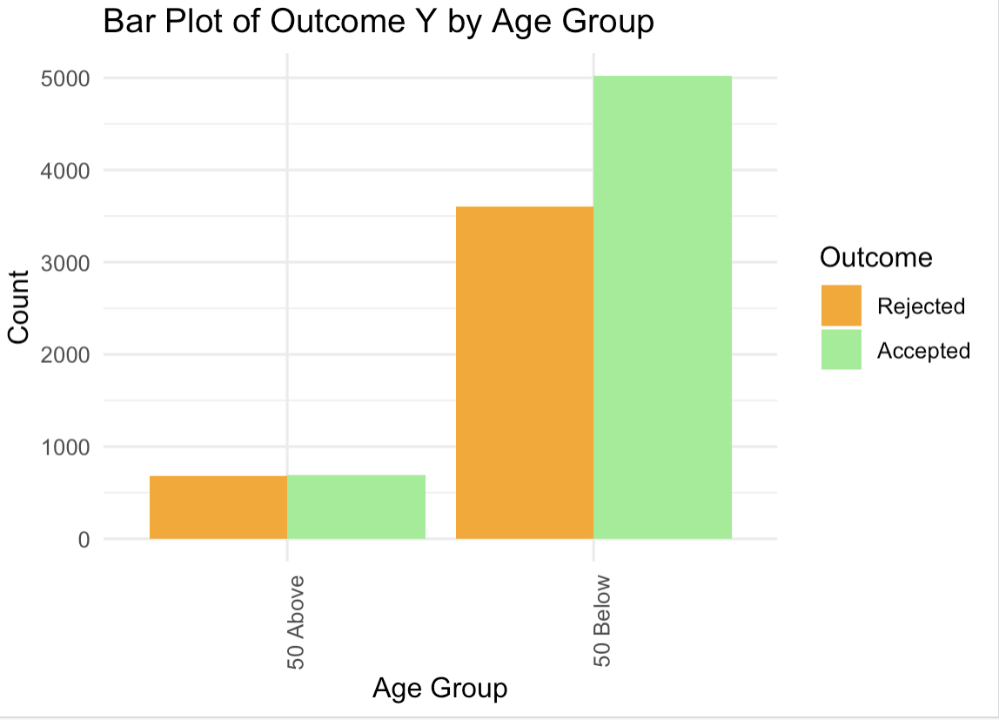 Bar Plot of Outcome Y by Age Group
5000
4000
3000
2000
1000
0
Count
50 Above
50 Below
Age Group
Outcome
Rejected
Accepted